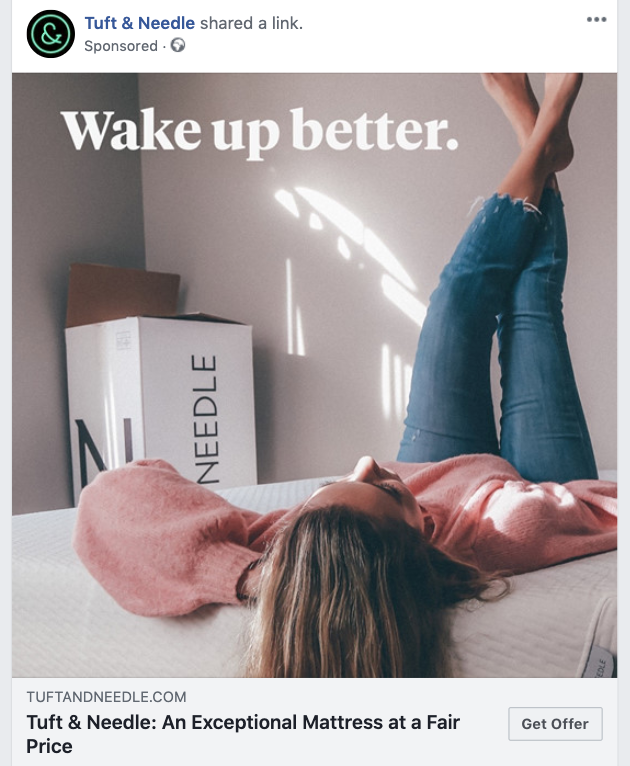 &
Tuft & Needle shared a link.
Sponsored ·
Wake up better.
NEEDLE
N
TUFTANDNEEDLE.COM
Tuft & Needle: An Exceptional Mattress at a Fair
Price
Get Offer